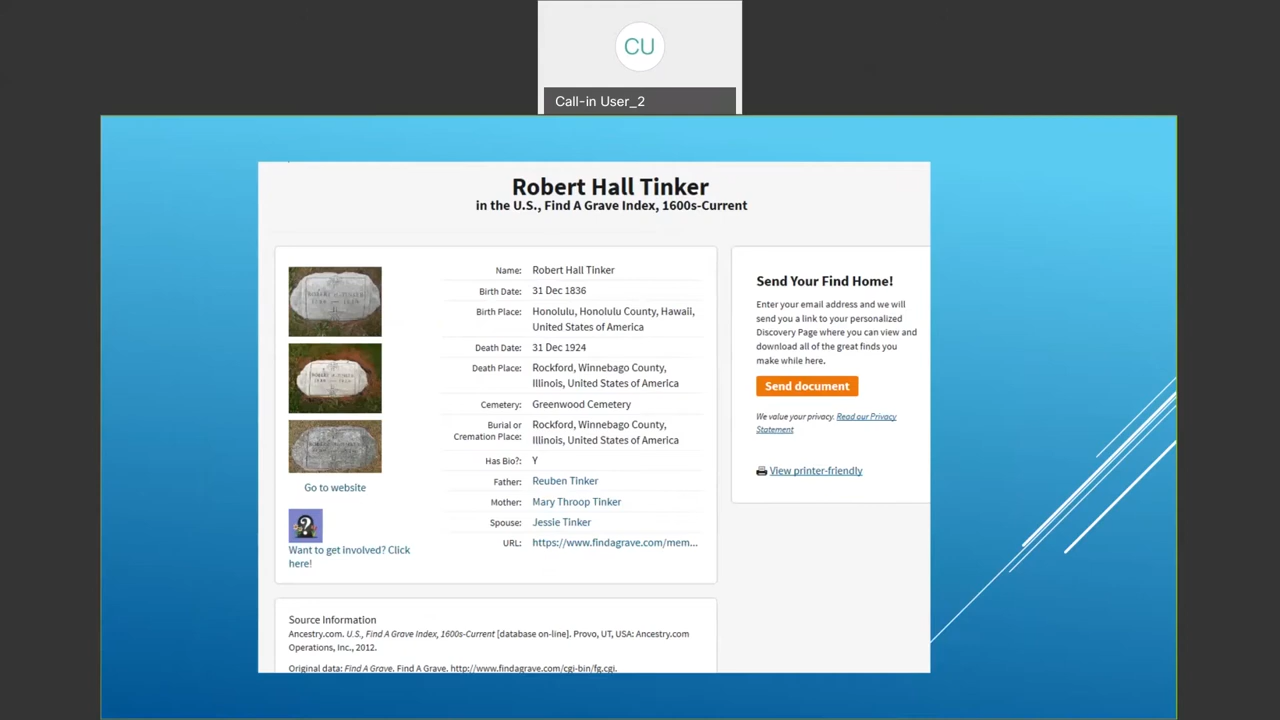 CU
Call-in User_2
Robert Hall Tinker
in the U.S., Find A Grave Index, 1600s-Current
Name: Robert Hall Tinker
Birth Date: 31 Dec 1836
Birth Place: Honolulu, Honolulu County, Hawaii,
United States of America
Death Date: 31 Dec 1924
Death Place: Rockford, Winnebago County,
Illinois, United States of America
Cemetery: Greenwood Cemetery
Burial or
Cremation Place:
Rockford, Winnebago County,
Illinois, United States of America
Has Bio?: Y
Father: Reuben Tinker
Mother: Mary Throop Tinker
Spouse: Jessie Tinker
URL: https://www.findagrave.com/mem...
Go to website
Want to get involved? Click
here!
Send Your Find Home!
Enter your email address and we will
send you a link to your personalized
Discovery Page where you can view and
download all of the great finds you
make while here.
Send document
We value your privacy. Read our Privacy
Statement
View printer-friendly
Source Information
Ancestry.com. U.S., Find A Grave Index, 1600s-Current [database on-line]. Provo, UT, USA: Ancestry.com
Operations, Inc., 2012.
Original data: Find A Grave. Find A Grave. http://www.findagrave.com/cgi-bin/fg.cgi.